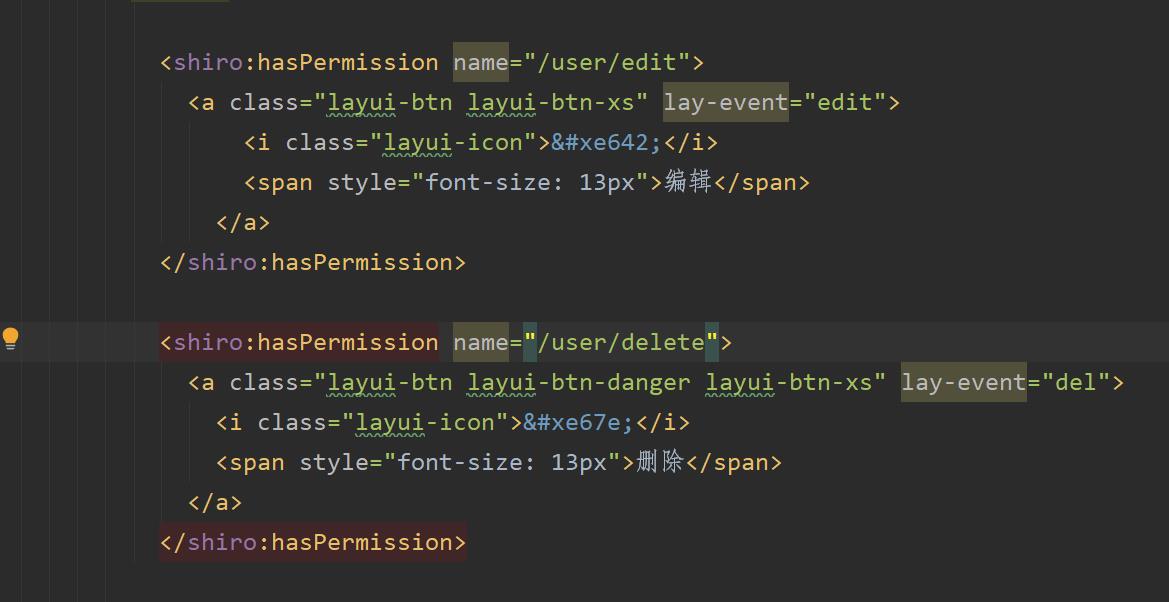 <shiro:hasPermission name="/user/edit">
<a class="layui-btn layui-btn-xs" lay-event="edit">
<i class="layui-icon">&#xe642;</i>
<span style="font-size: 13px">编辑</span>
</a>
</shiro:hasPermission>
<shiro:hasPermission name="/user/delete">
<a class="layui-btn layui-btn-danger layui-btn-xs" lay-event="del">
<i class="layui-icon">&#xe67e;</i>
<span style="font-size: 13px">删除</span>
</a>
</shiro:hasPermission>